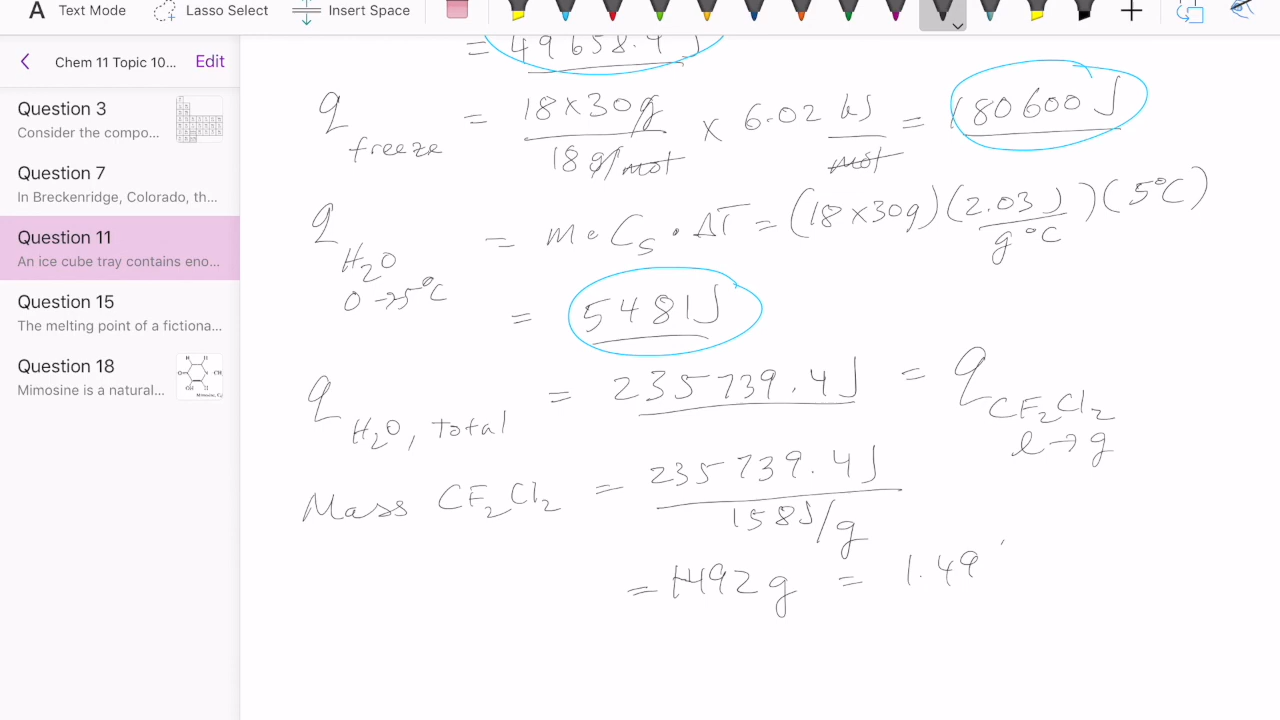 A Text Mode Lasso Select Insert Space
Chem 11 Topic 10... Edit
Question 3
Consider the compo...
Question 7
In Breckenridge, Colorado, th...
Question 11
An ice cube tray contains eno...
Question 15
The melting point of a fictiona...
Question 18
Mimosine is a natural...
= 49658.4 J
q freeze = 18×30g / 18 g/mol × 6.02 kJ/mol = 180600 J
q H₂O 0→-5°C = m • Cs • ΔT = (18×30g) (2.03 J / g °C) (5°C)
= 5481 J
q H₂O, total = 235739.4 J = q CF₂Cl₂ l→g
Mass CF₂Cl₂ = 235739.4 J / 158 J/g
= 1492 g = 1.49